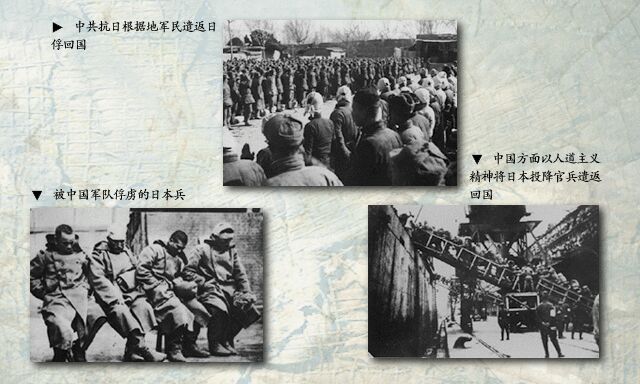 ▶ 中共抗日根据地军民遣返日
俘回国
▼ 中国方面以人道主义
精神将日本投降官兵遣返
回国
▼ 被中国军队俘虏的日本兵